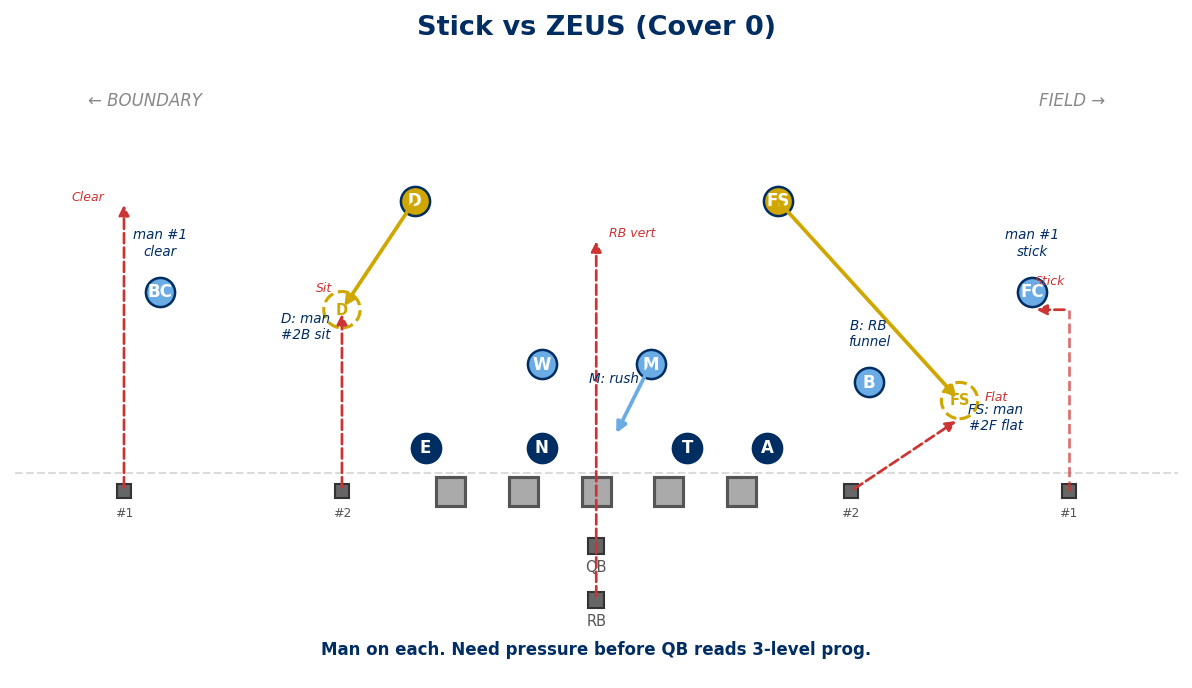 Stick vs ZEUS (Cover 0)
← BOUNDARY
FIELD →
Clear
D
FS
man #1
clear
RB vert
man #1
stick
BC
Sit
Stick
FC
D
D: man
#2B sit
B: RB
funnel
W
M
M: rush
B
FS
Flat
FS: man
#2F flat
E
N
T
A
#1
#2
#2
#1
QB
RB
Man on each. Need pressure before QB reads 3-level prog.